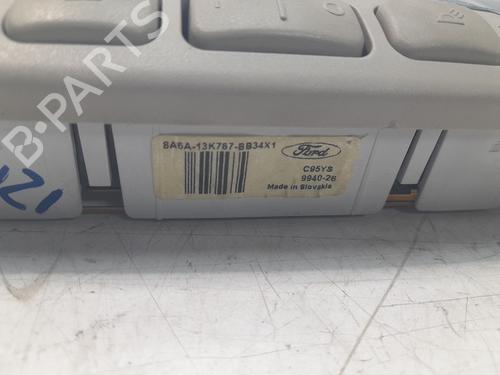 8A6A-13K767-BB34X1
Ford
C95YS
9940-26
Made in Slovakia
B-PARTS